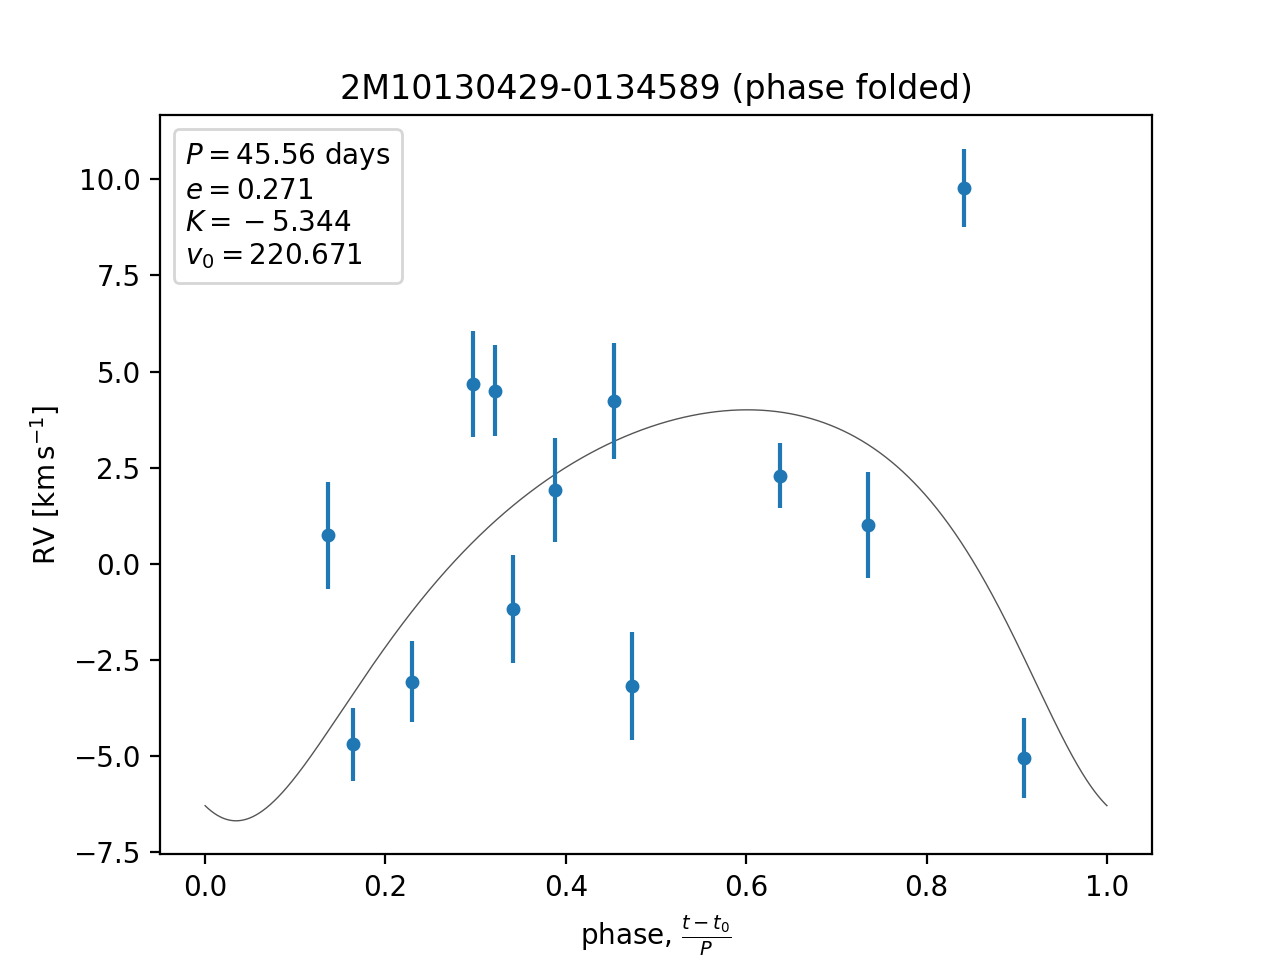 2M10130429-0134589 (phase folded)
P = 45.56 days
e = 0.271
K = −5.344
v₀ = 220.671
10.0
7.5
5.0
2.5
0.0
−2.5
−5.0
−7.5
RV [km s⁻¹]
0.0 0.2 0.4 0.6 0.8 1.0
phase, (t − t₀)/P